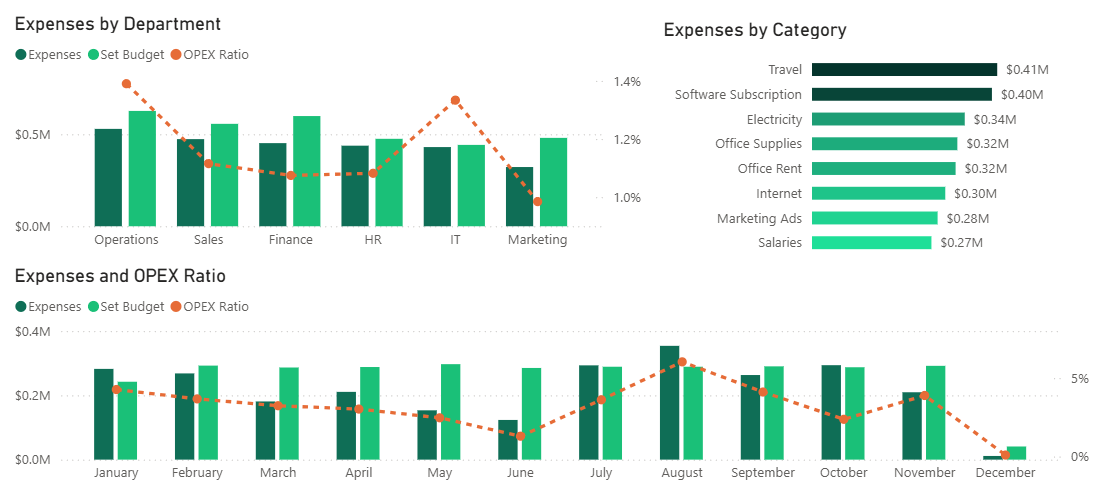 Expenses by Department
Expenses Set Budget OPEX Ratio
1.4%
$0.5M
1.2%
1.0%
$0.0M
Operations Sales Finance HR IT Marketing
Expenses by Category
Travel $0.41M
Software Subscription $0.40M
Electricity $0.34M
Office Supplies $0.32M
Office Rent $0.32M
Internet $0.30M
Marketing Ads $0.28M
Salaries $0.27M
Expenses and OPEX Ratio
Expenses Set Budget OPEX Ratio
$0.4M
5%
$0.2M
$0.0M 0%
January February March April May June July August September October November December